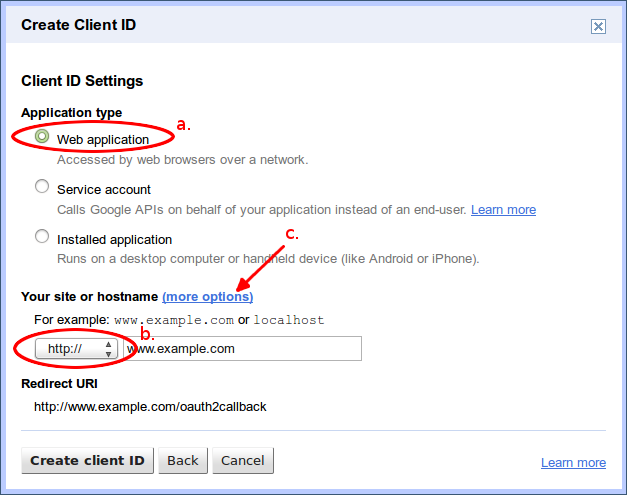 Create Client ID
Client ID Settings
Application type
a.
Web application
Accessed by web browsers over a network.
Service account
Calls Google APIs on behalf of your application instead of an end-user. Learn more
Installed application
c.
Runs on a desktop computer or handheld device (like Android or iPhone).
Your site or hostname (more options)
For example: www.example.com or localhost
b.
http:// www.example.com
Redirect URI
http://www.example.com/oauth2callback
Create client ID Back Cancel Learn more